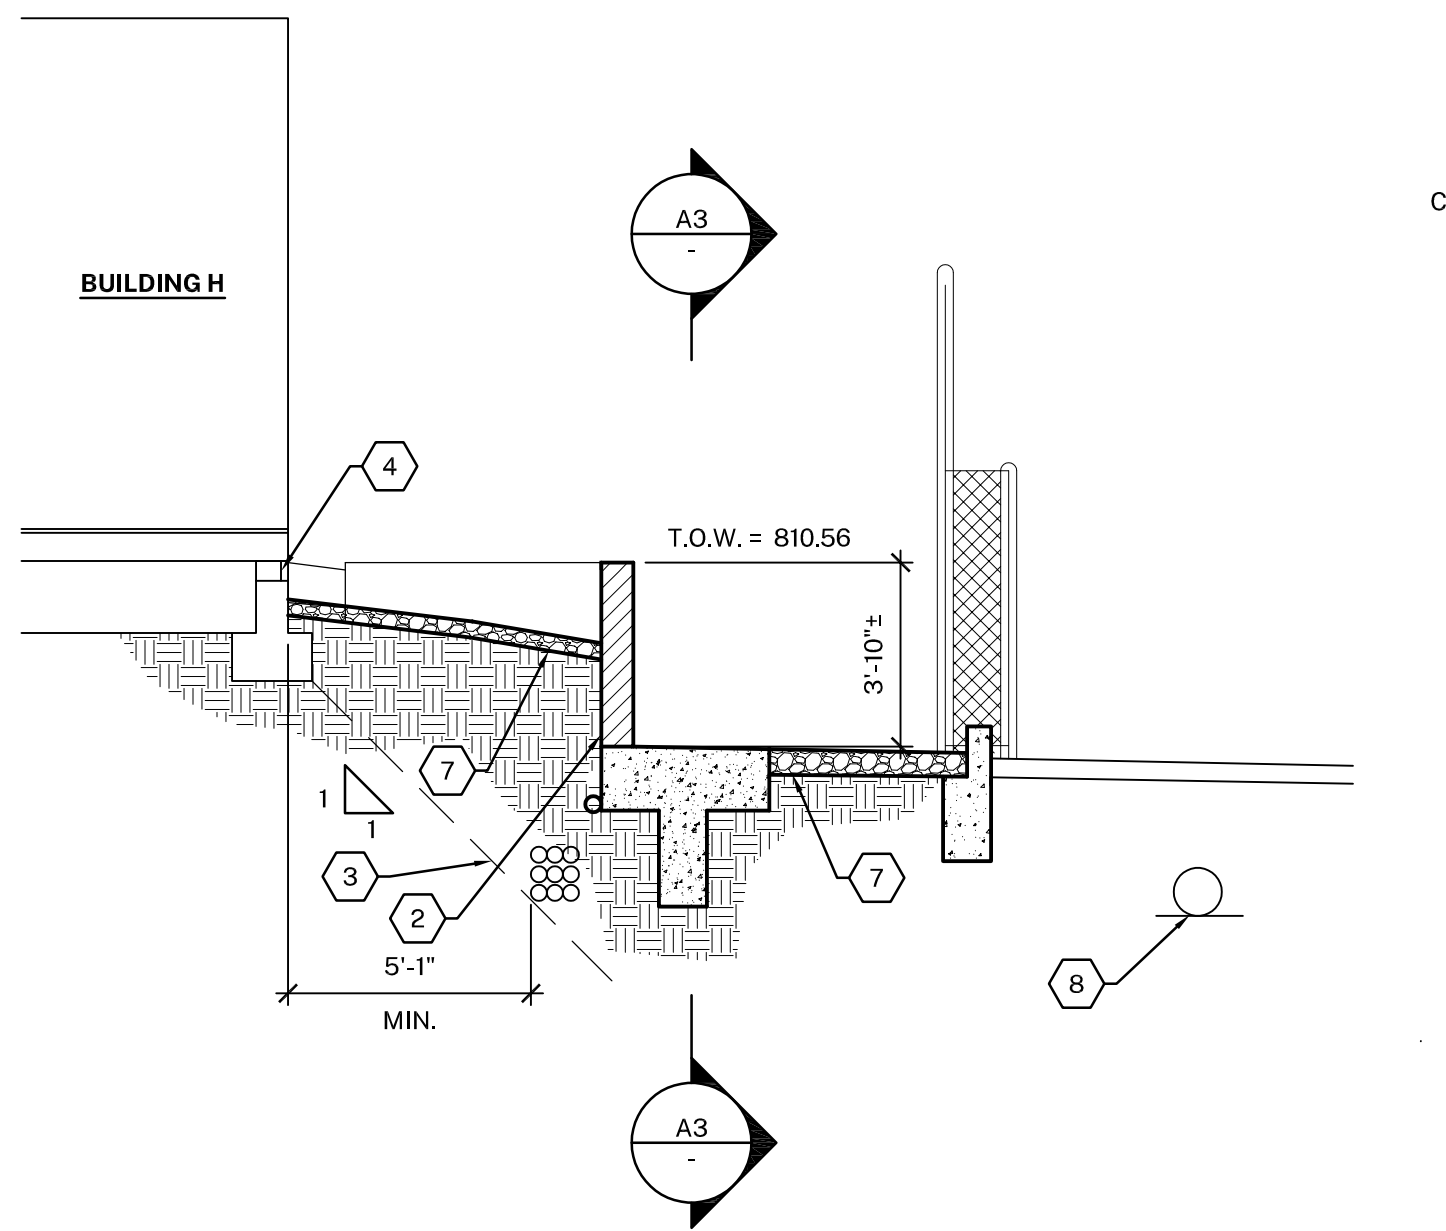 A3
-
C
BUILDING H
4
T.O.W. = 810.56
3'-10"±
7
1
1
3
2
7
5'-1"
MIN.
8
A3
-